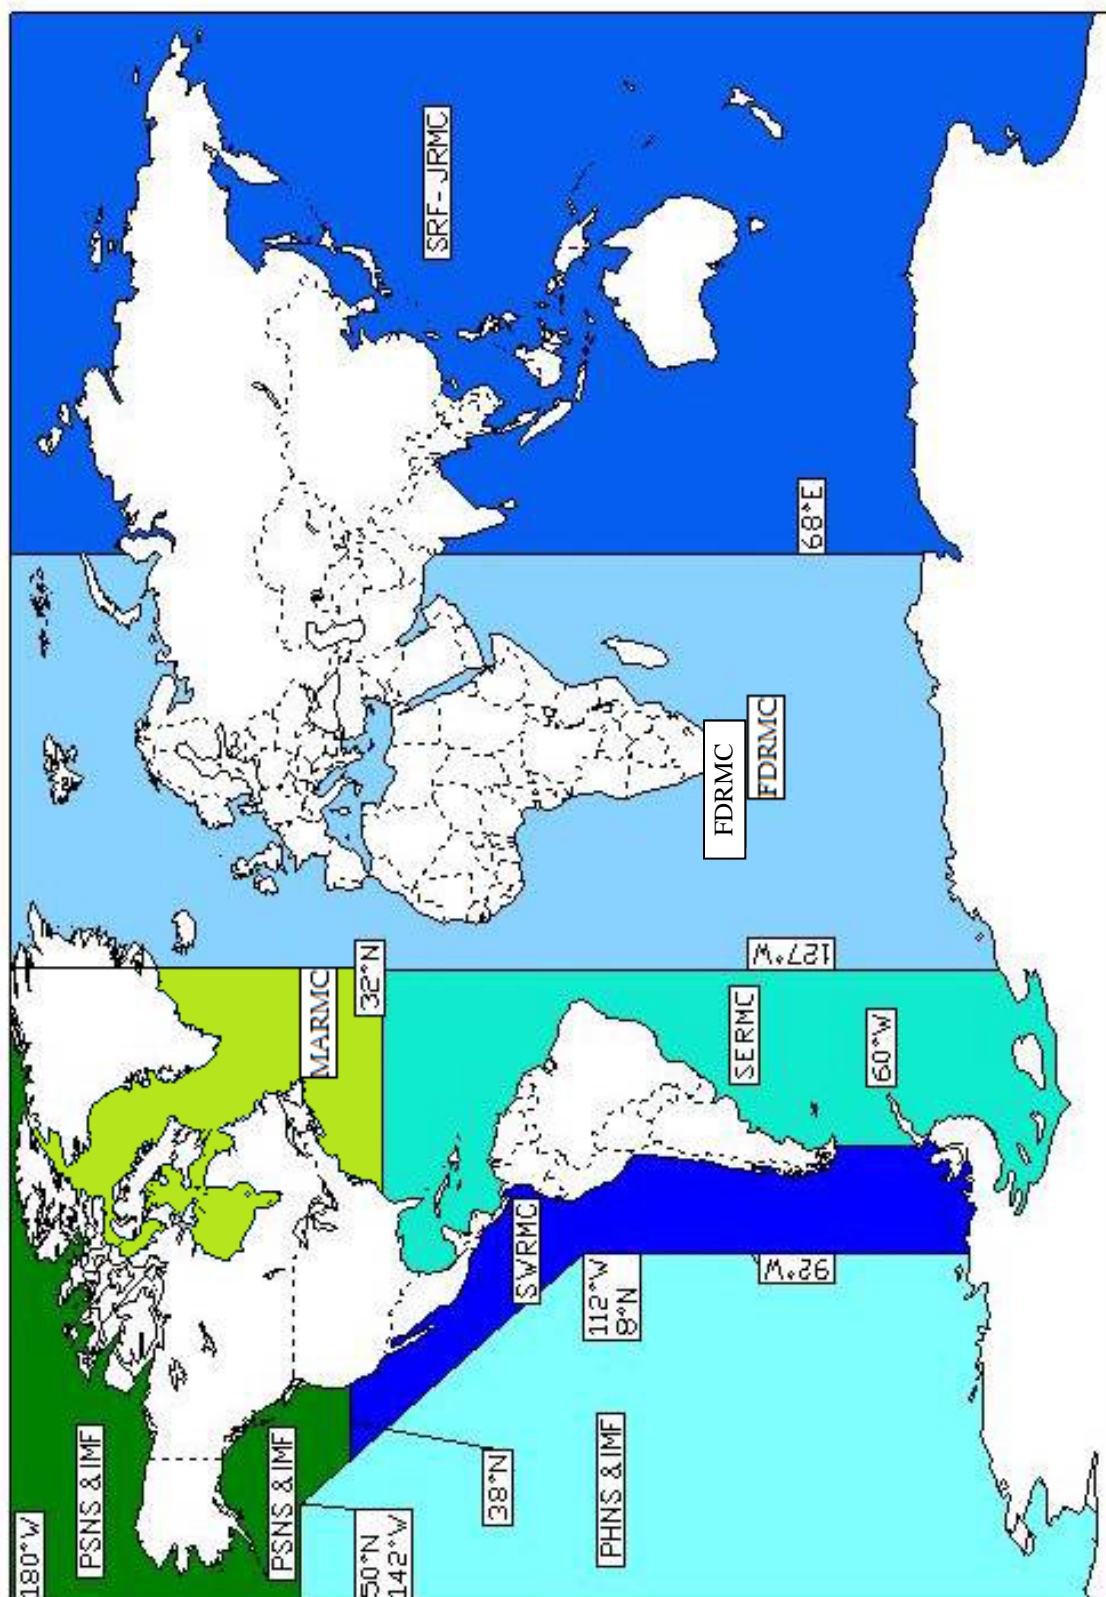 180°W
PSNS & IMF
PSNS & IMF
50°N
142°W
38°N
PHNS & IMF
SWRMC
112°W
8°N
92°W
60°W
SERMC
MARMC
32°N
127°W
FDRMC
FDRMC
68°E
SRF-JRMC